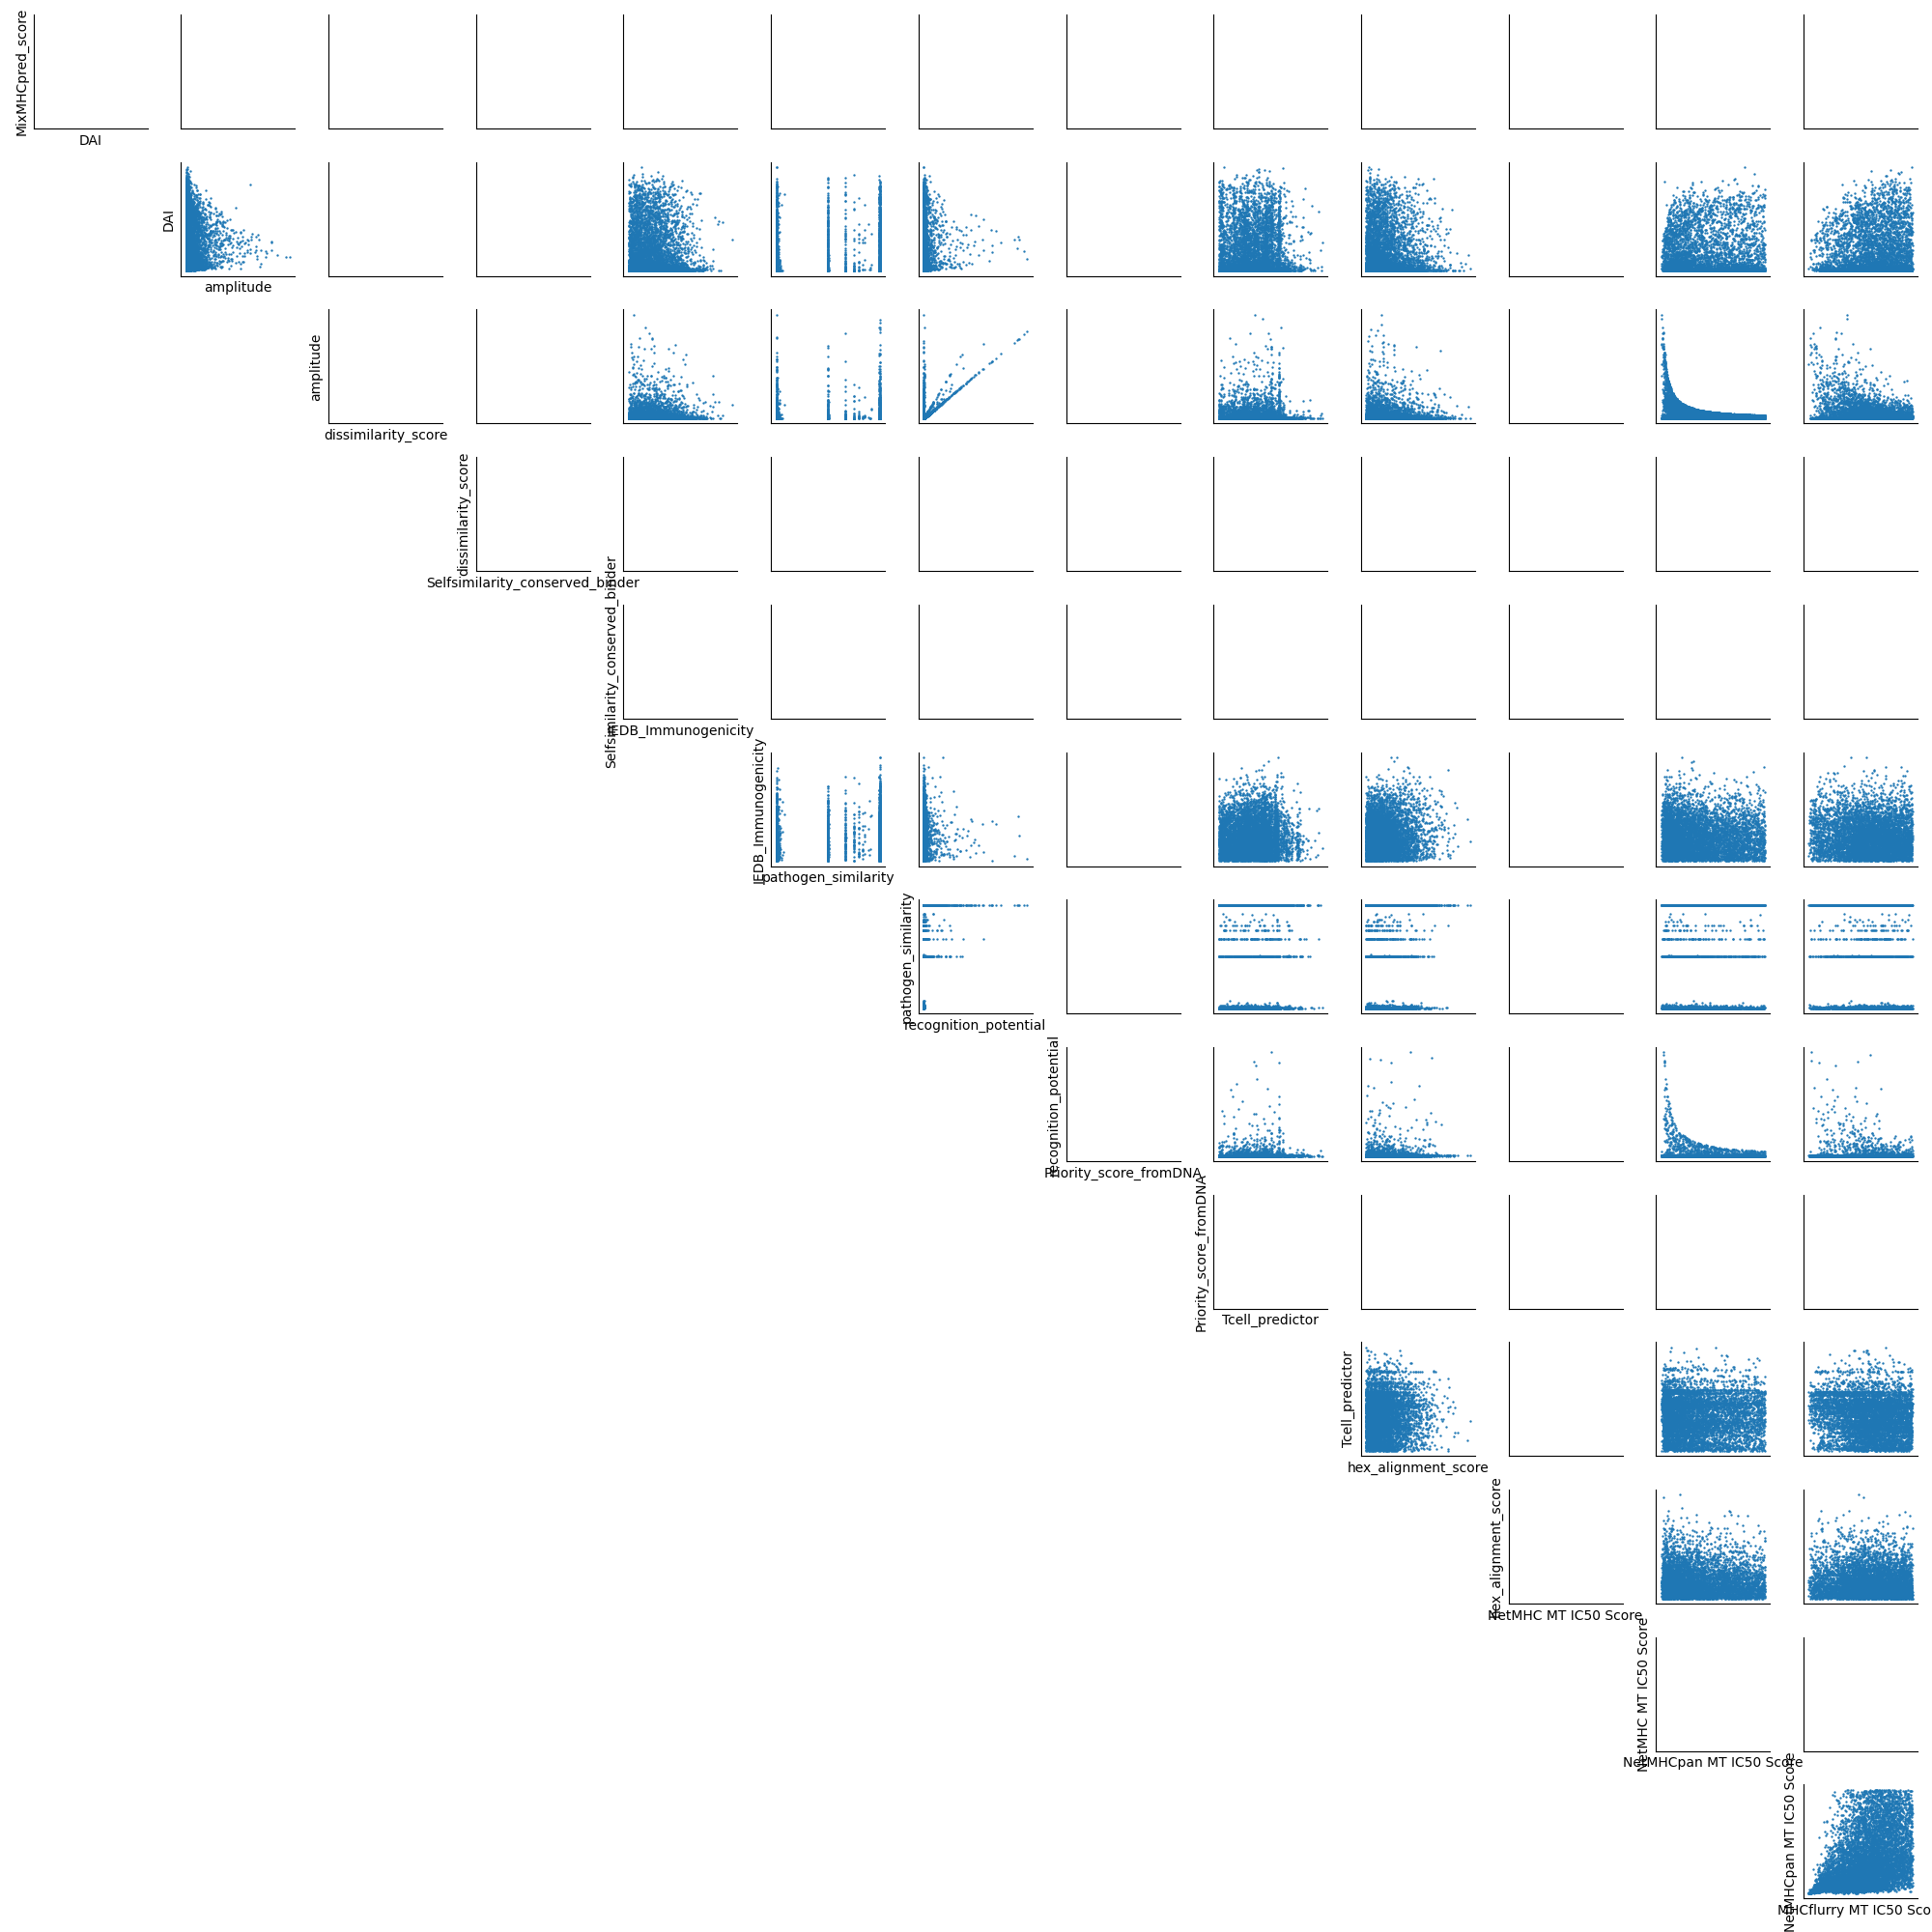 MixMHCpred_score
DAI
DAI
amplitude
amplitude
dissimilarity_score
dissimilarity_score
Selfsimilarity_conserved_binder
Selfsimilarity_conserved_binder
IEDB_Immunogenicity
IEDB_Immunogenicity
pathogen_similarity
pathogen_similarity
recognition_potential
recognition_potential
Priority_score_fromDNA
Priority_score_fromDNA
Tcell_predictor
Tcell_predictor
hex_alignment_score
hex_alignment_score
NetMHC MT IC50 Score
NetMHC MT IC50 Score
NetMHCpan MT IC50 Score
NetMHCpan MT IC50 Score
MHCflurry MT IC50 Sco